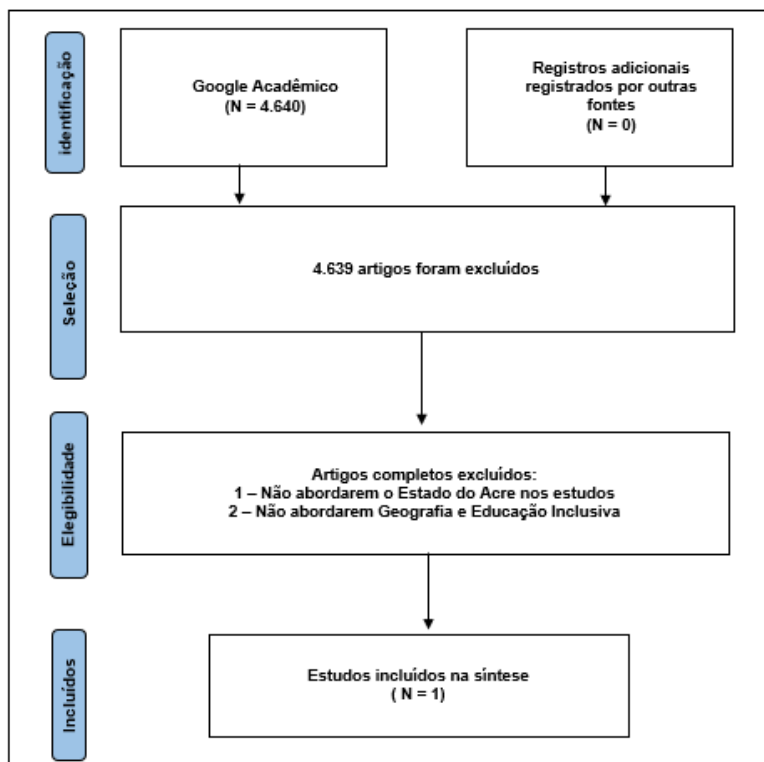 identificação
Google Acadêmico
(N = 4.640)
Registros adicionais
registrados por outras
fontes
(N = 0)
Seleção
4.639 artigos foram excluídos
Elegibilidade
Artigos completos excluídos:
1 – Não abordarem o Estado do Acre nos estudos
2 – Não abordarem Geografia e Educação Inclusiva
Incluídos
Estudos incluídos na síntese
( N = 1)